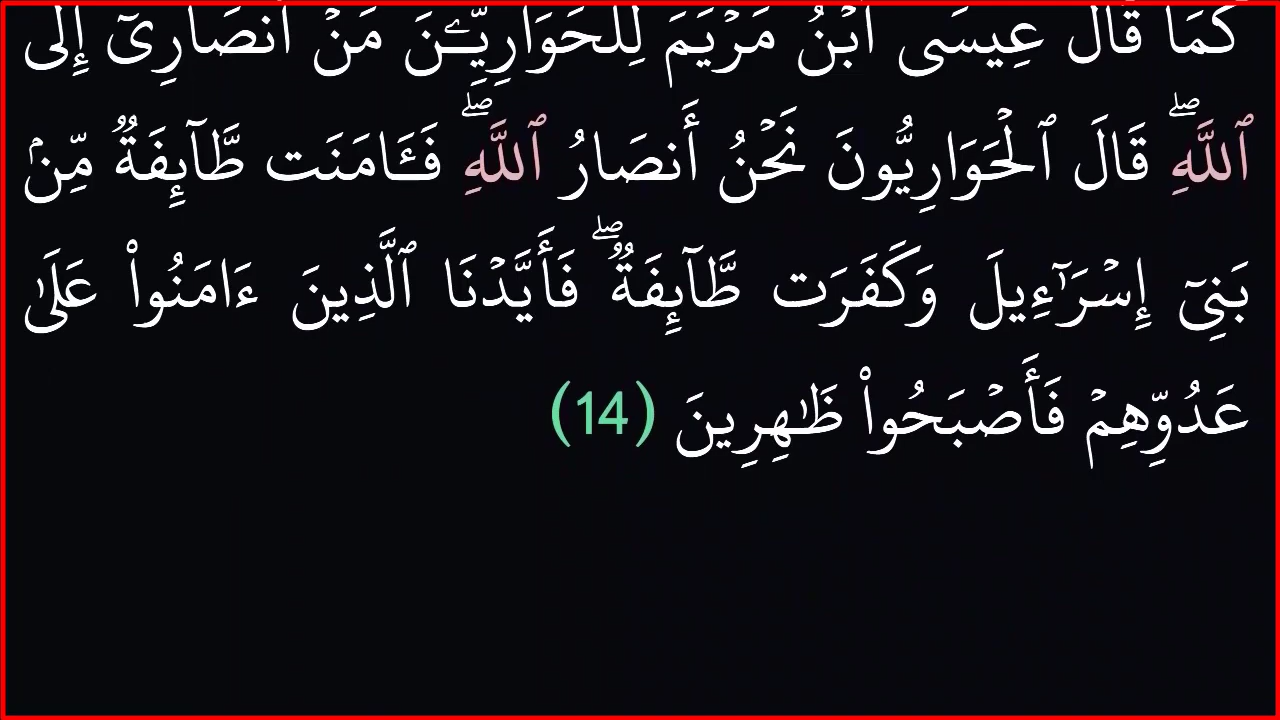 كَمَا قَالَ عِيسَى ٱبْنُ مَرْيَمَ لِلْحَوَارِيِّـۧنَ مَنْ أَنصَارِىٓ إِلَى
ٱللَّهِ ۖ قَالَ ٱلْحَوَارِيُّونَ نَحْنُ أَنصَارُ ٱللَّهِ ۖ فَـَٔامَنَت طَّآئِفَةٌ مِّنۢ
بَنِىٓ إِسْرَٰٓءِيلَ وَكَفَرَت طَّآئِفَةٌ ۖ فَأَيَّدْنَا ٱلَّذِينَ ءَامَنُوا۟ عَلَىٰ
عَدُوِّهِمْ فَأَصْبَحُوا۟ ظَـٰهِرِينَ (14)